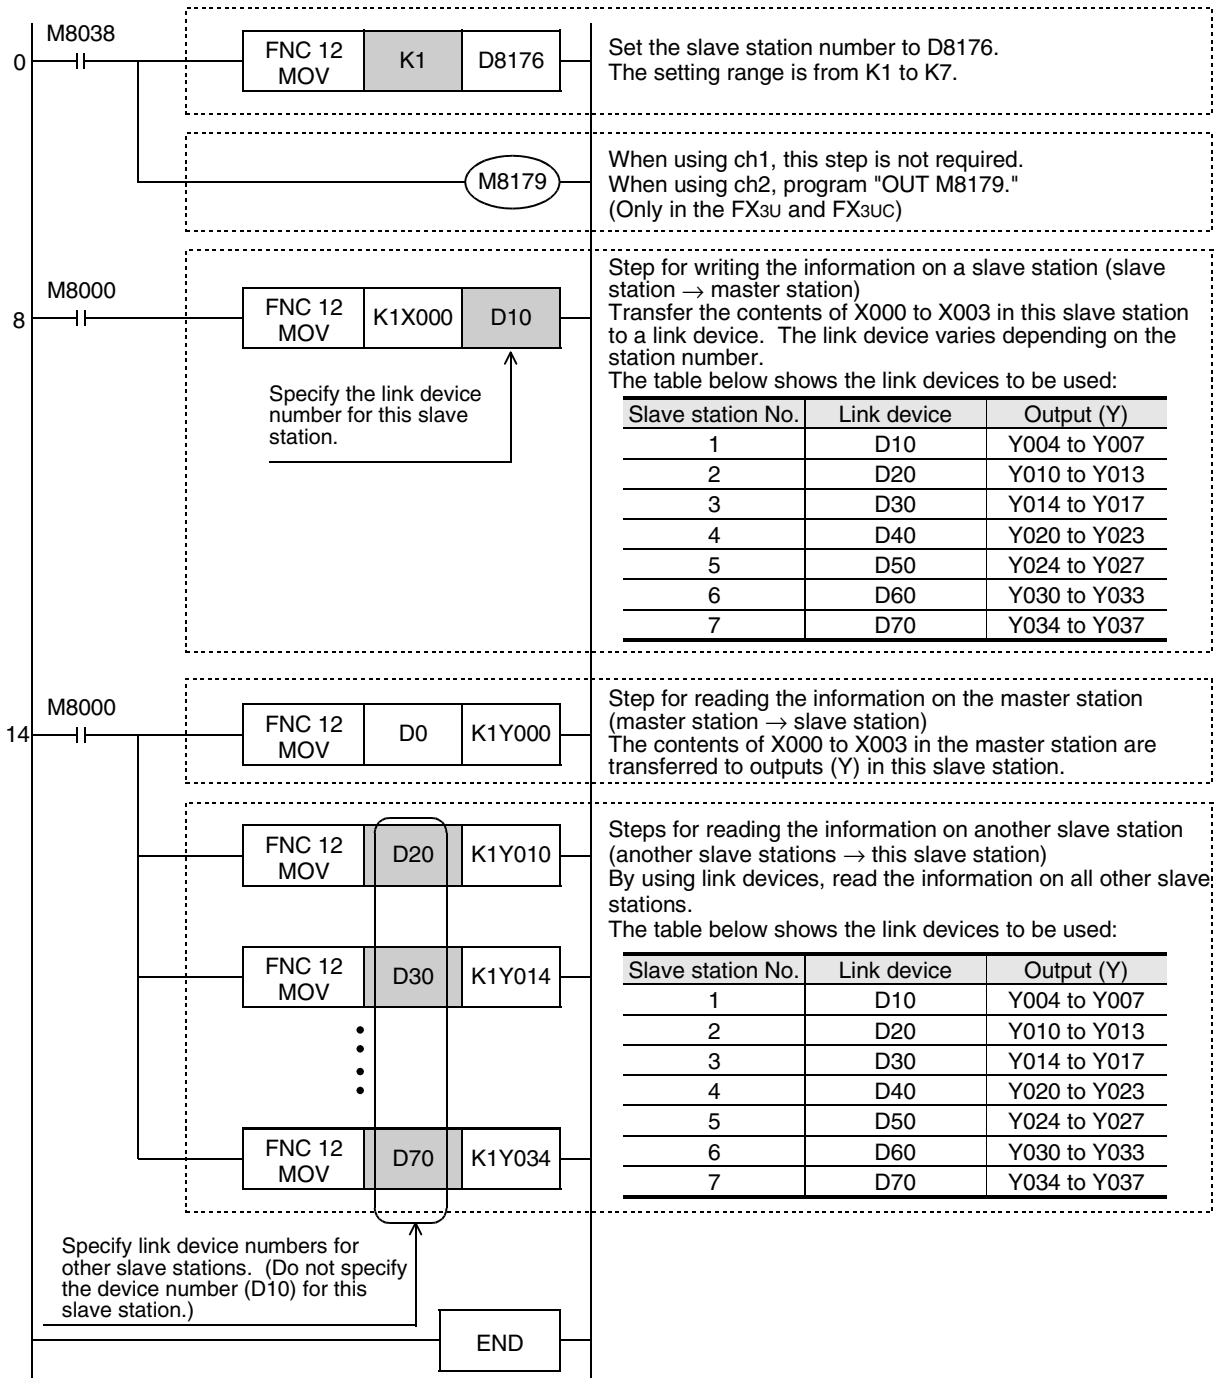 M8038
0
FNC 12
MOV
K1
D8176
Set the slave station number to D8176.
The setting range is from K1 to K7.
M8179
When using ch1, this step is not required.
When using ch2, program "OUT M8179."
(Only in the FX3U and FX3UC)
M8000
8
FNC 12
MOV
K1X000
D10
Specify the link device
number for this slave
station.
Step for writing the information on a slave station (slave
station → master station)
Transfer the contents of X000 to X003 in this slave station
to a link device. The link device varies depending on the
station number.
The table below shows the link devices to be used:
Slave station No. Link device Output (Y)
1 D10 Y004 to Y007
2 D20 Y010 to Y013
3 D30 Y014 to Y017
4 D40 Y020 to Y023
5 D50 Y024 to Y027
6 D60 Y030 to Y033
7 D70 Y034 to Y037
M8000
14
FNC 12
MOV
D0
K1Y000
Step for reading the information on the master station
(master station → slave station)
The contents of X000 to X003 in the master station are
transferred to outputs (Y) in this slave station.
FNC 12
MOV
D20
K1Y010
FNC 12
MOV
D30
K1Y014
FNC 12
MOV
D70
K1Y034
Steps for reading the information on another slave station
(another slave stations → this slave station)
By using link devices, read the information on all other slave
stations.
The table below shows the link devices to be used:
Slave station No. Link device Output (Y)
1 D10 Y004 to Y007
2 D20 Y010 to Y013
3 D30 Y014 to Y017
4 D40 Y020 to Y023
5 D50 Y024 to Y027
6 D60 Y030 to Y033
7 D70 Y034 to Y037
Specify link device numbers for
other slave stations. (Do not specify
the device number (D10) for this
slave station.)
END